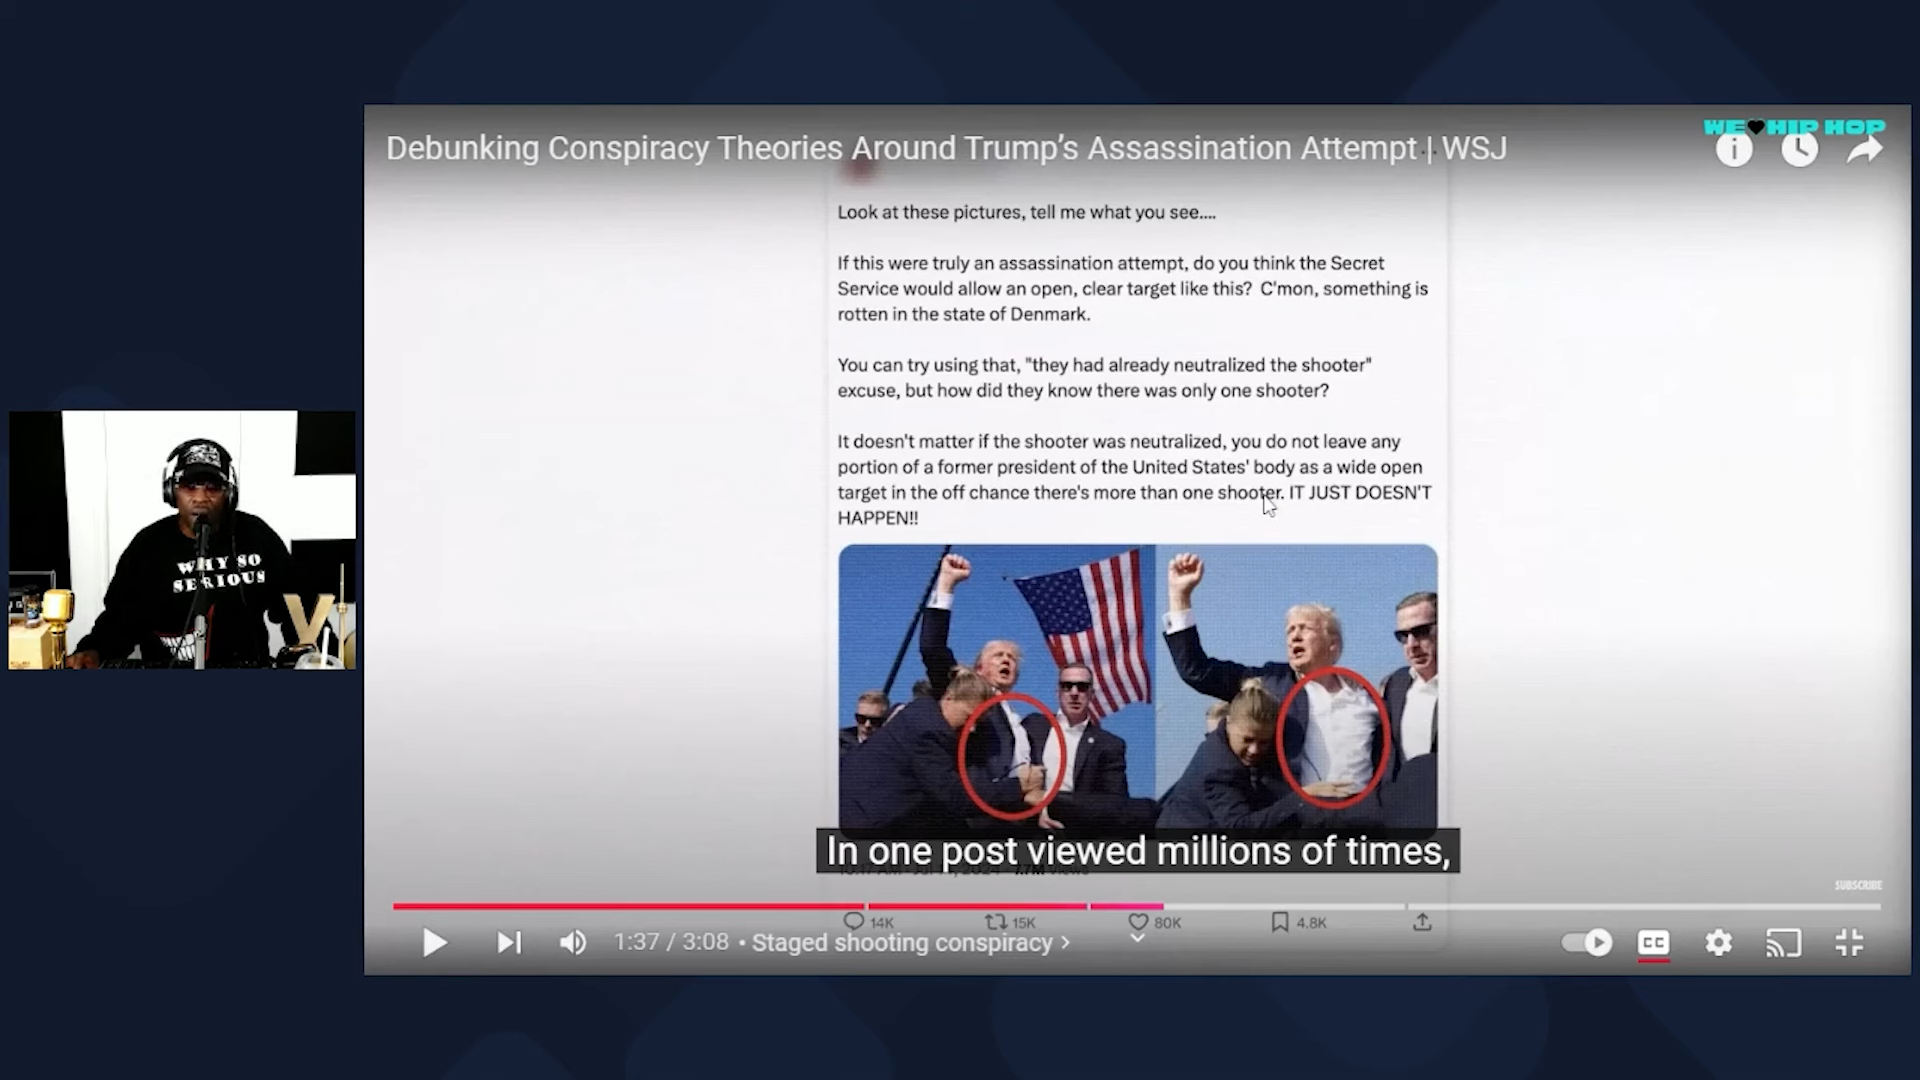 Debunking Conspiracy Theories Around Trump's Assassination Attempt | WSJ
WE HIP HOP
Look at these pictures, tell me what you see....
If this were truly an assassination attempt, do you think the Secret
Service would allow an open, clear target like this? C'mon, something is
rotten in the state of Denmark.
You can try using that, "they had already neutralized the shooter"
excuse, but how did they know there was only one shooter?
It doesn't matter if the shooter was neutralized, you do not leave any
portion of a former president of the United States' body as a wide open
target in the off chance there's more than one shooter. IT JUST DOESN'T
HAPPEN!!
WHY SO
SERIOUS
In one post viewed millions of times,
SUBSCRIBE
14K 15K 80K 4.8K
1:37 / 3:08 • Staged shooting conspiracy
CC